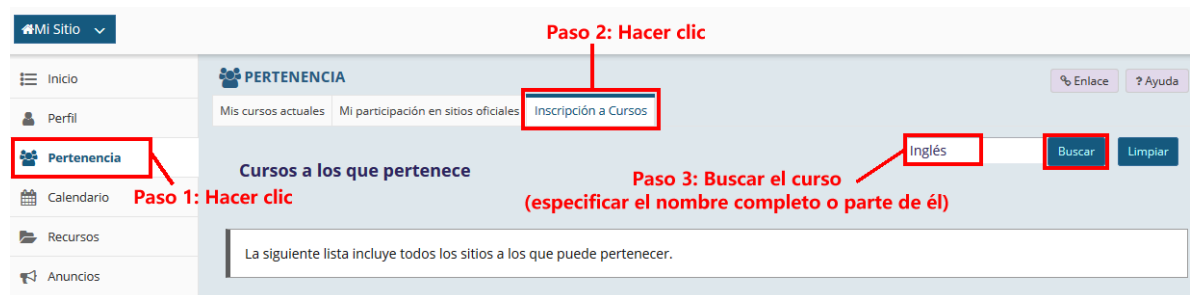 Mi Sitio
Paso 2: Hacer clic
Inicio
PERTENENCIA
Enlace
? Ayuda
Perfil
Mis cursos actuales Mi participación en sitios oficiales Inscripción a Cursos
Pertenencia
Inglés Buscar Limpiar
Cursos a los que pertenece
Paso 3: Buscar el curso
(especificar el nombre completo o parte de él)
Calendario
Paso 1: Hacer clic
Recursos
La siguiente lista incluye todos los sitios a los que puede pertenecer.
Anuncios